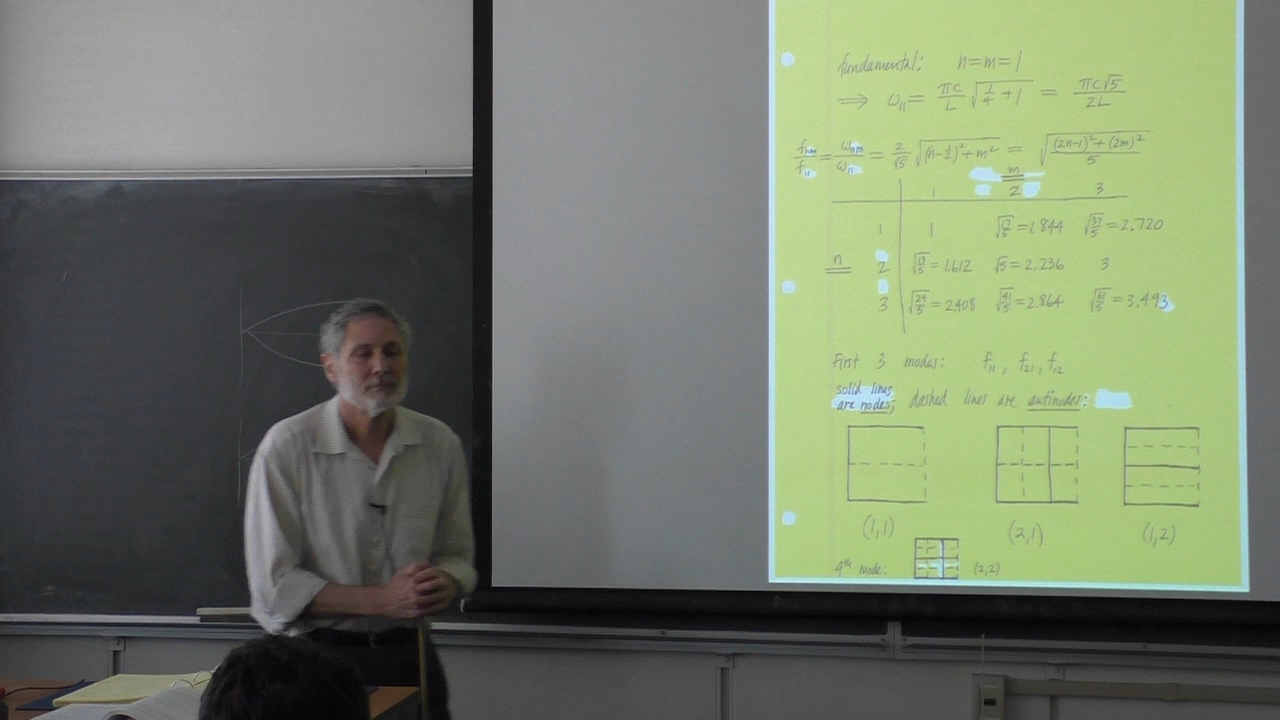 fundamental: n=m=1
⟹ ω₁₁ = πc/L √(1/4 + 1) = πc√5/2L
fₙₘ/f₁₁ = ωₙₘ/ω₁₁ = 2/√5 √((n-½)²+m²) = √(((2n-1)²+(2m)²)/5)
m
1 2 3
1 1 √(17/5) = 1.844 √(37/5) = 2.720
n 2 √(13/5) = 1.612 √5 = 2.236 3
3 √(29/5) = 2.408 √(41/5) = 2.864 √(61/5) = 3.493
First 3 modes: f₁₁, f₂₁, f₁₂
solid lines
are nodes; dashed lines are antinodes:
(1,1) (2,1) (1,2)
4th mode: (2,2)